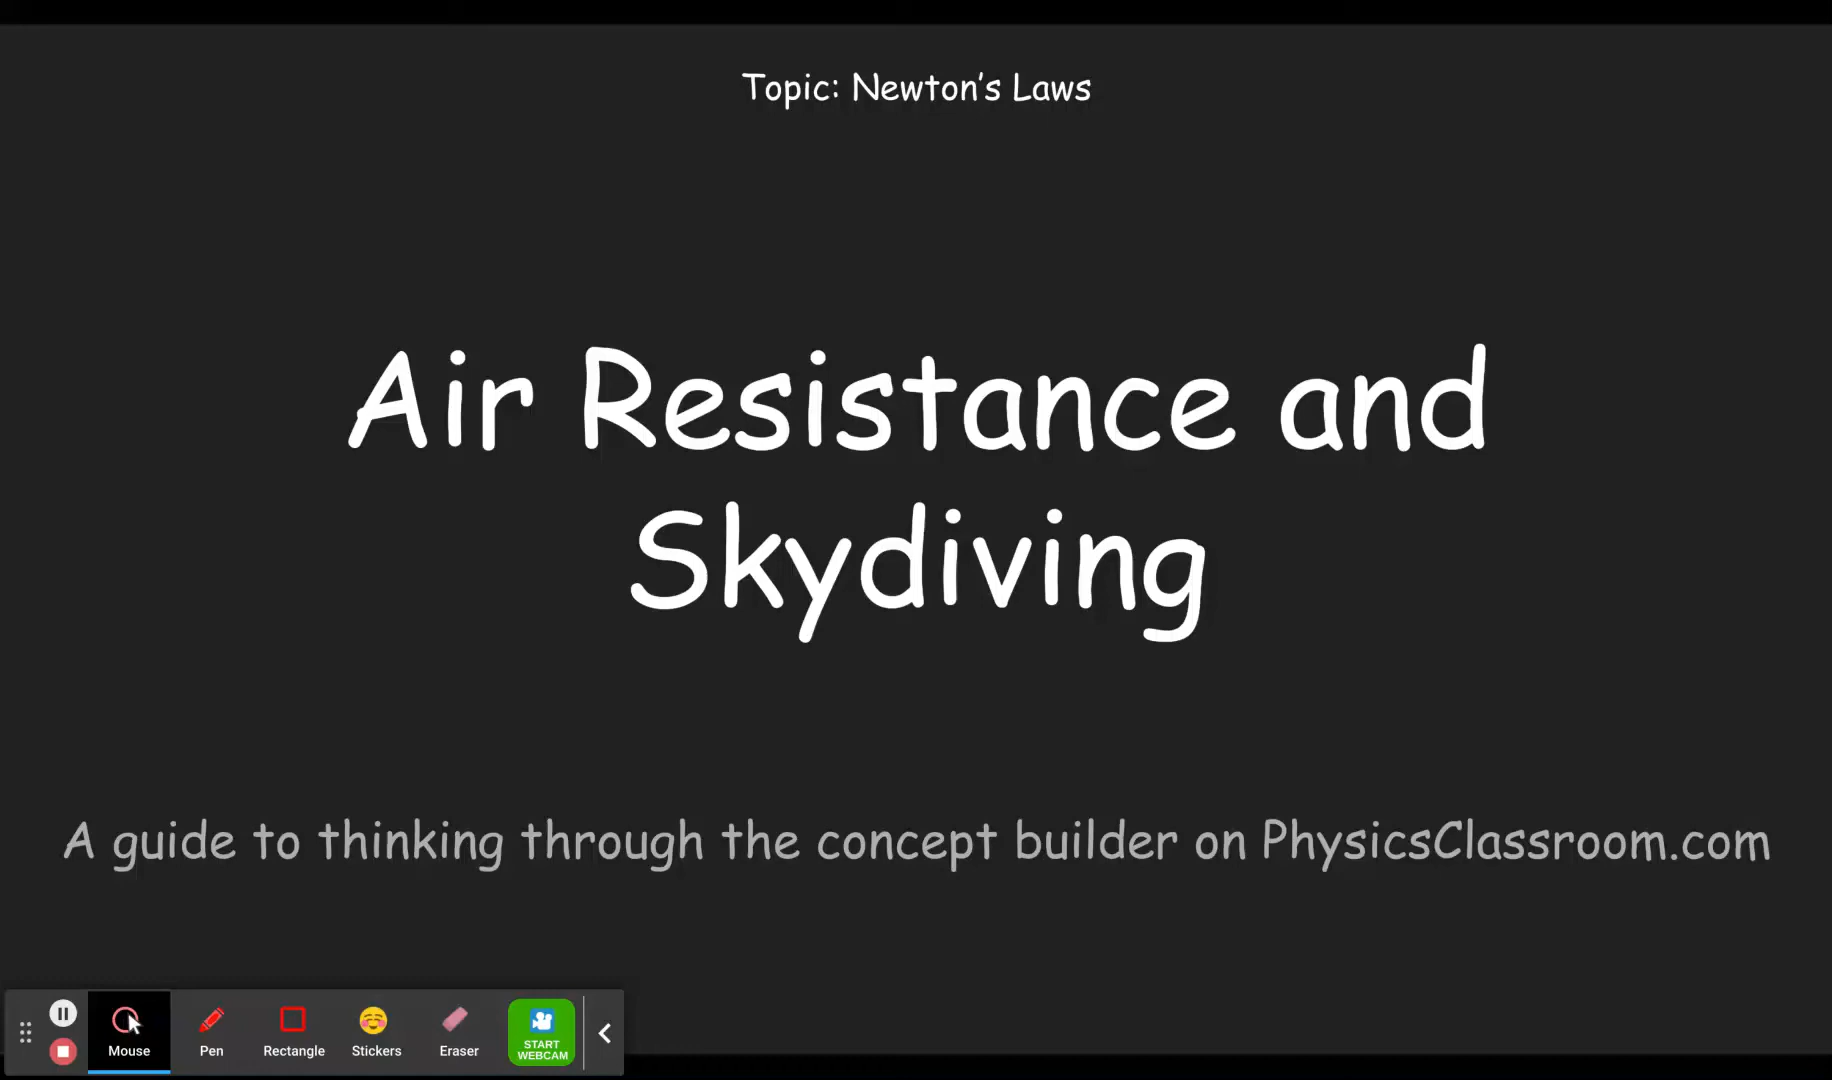 Topic: Newton's Laws
Air Resistance and
Skydiving
A guide to thinking through the concept builder on PhysicsClassroom.com
Mouse
Pen
Rectangle
Stickers
Eraser
START
WEBCAM